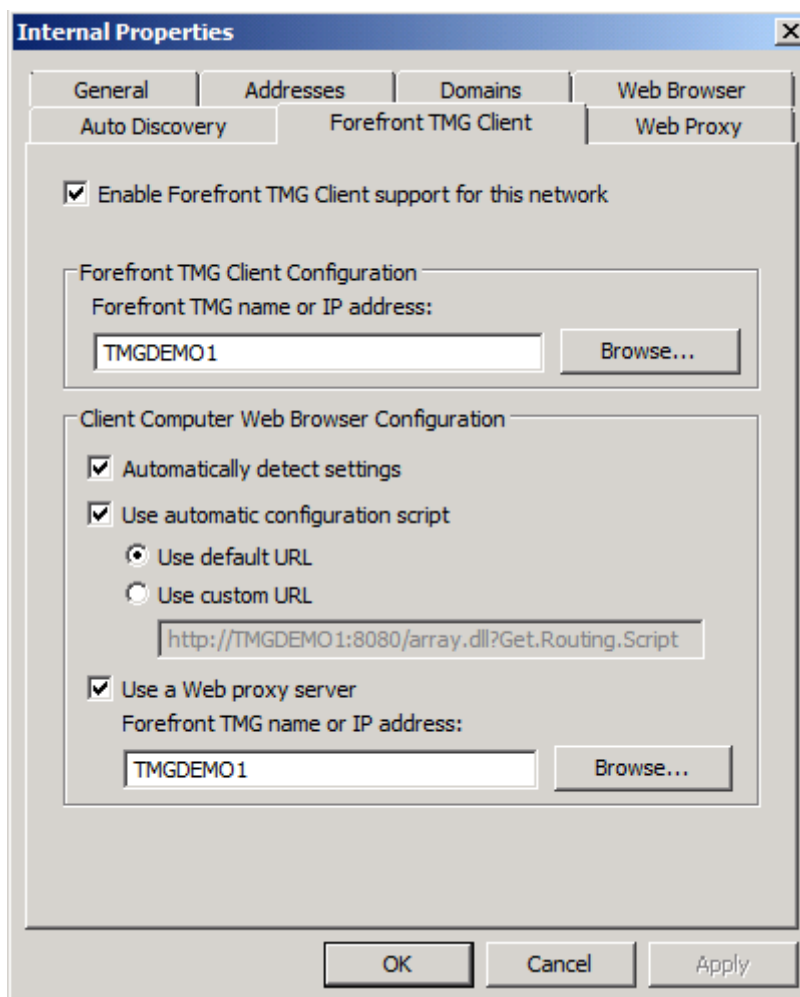 Internal Properties
General Addresses Domains Web Browser
Auto Discovery Forefront TMG Client Web Proxy
Enable Forefront TMG Client support for this network
Forefront TMG Client Configuration
Forefront TMG name or IP address:
TMGDEMO1 Browse...
Client Computer Web Browser Configuration
Automatically detect settings
Use automatic configuration script
Use default URL
Use custom URL
http://TMGDEMO1:8080/array.dll?Get.Routing.Script
Use a Web proxy server
Forefront TMG name or IP address:
TMGDEMO1 Browse...
OK Cancel Apply